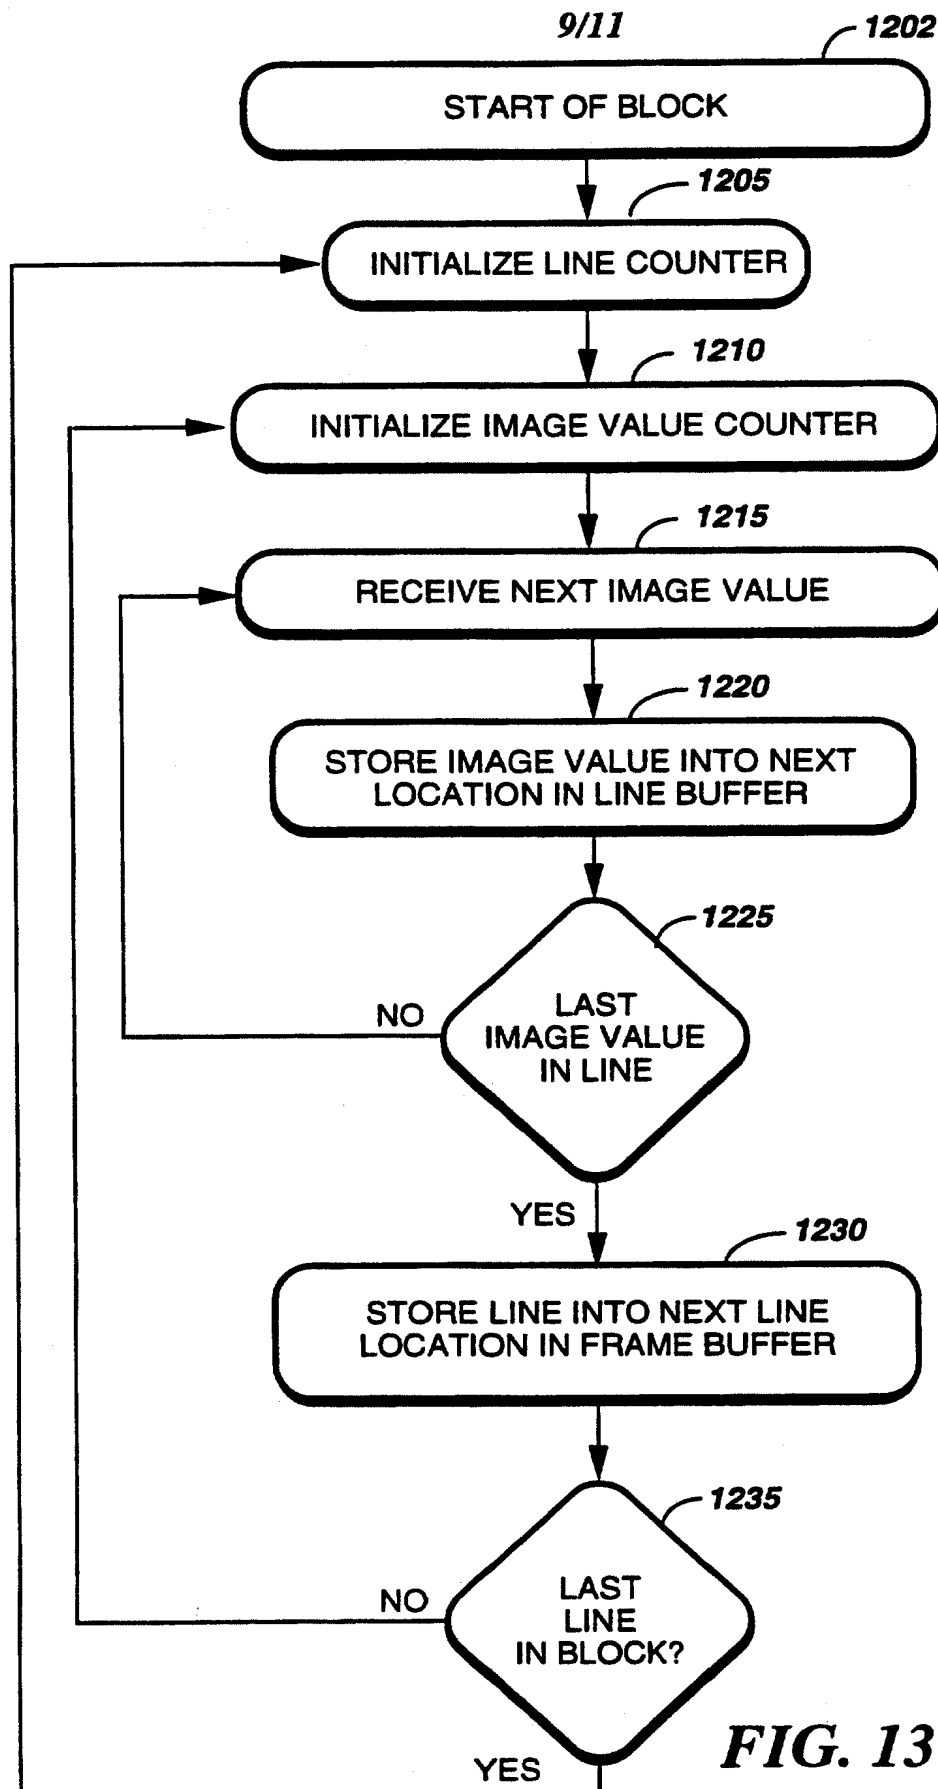 9/11
1202
START OF BLOCK
1205
INITIALIZE LINE COUNTER
1210
INITIALIZE IMAGE VALUE COUNTER
1215
RECEIVE NEXT IMAGE VALUE
1220
STORE IMAGE VALUE INTO NEXT
LOCATION IN LINE BUFFER
1225
LAST
IMAGE VALUE
IN LINE
NO
YES
1230
STORE LINE INTO NEXT LINE
LOCATION IN FRAME BUFFER
1235
LAST
LINE
IN BLOCK?
NO
YES
FIG. 13